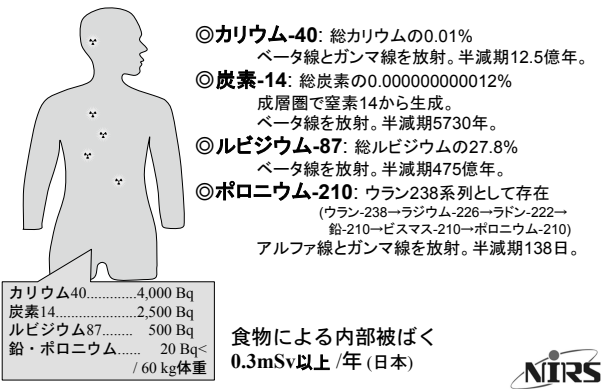 ◎カリウム-40: 総カリウムの0.01%
ベータ線とガンマ線を放射。半減期12.5億年。
◎炭素-14: 総炭素の0.000000000012%
成層圏で窒素14から生成。
ベータ線を放射。半減期5730年。
◎ルビジウム-87: 総ルビジウムの27.8%
ベータ線を放射。半減期475億年。
◎ポロニウム-210: ウラン238系列として存在
(ウラン-238→ラジウム-226→ラドン-222→
鉛-210→ビスマス-210→ポロニウム-210)
アルファ線とガンマ線を放射。半減期138日。
カリウム40.............4,000 Bq
炭素14...................2,500 Bq
ルビジウム87........ 500 Bq
鉛・ポロニウム...... 20 Bq<
/ 60 kg体重
食物による内部被ばく
0.3mSv以上 /年 (日本)
NIRS